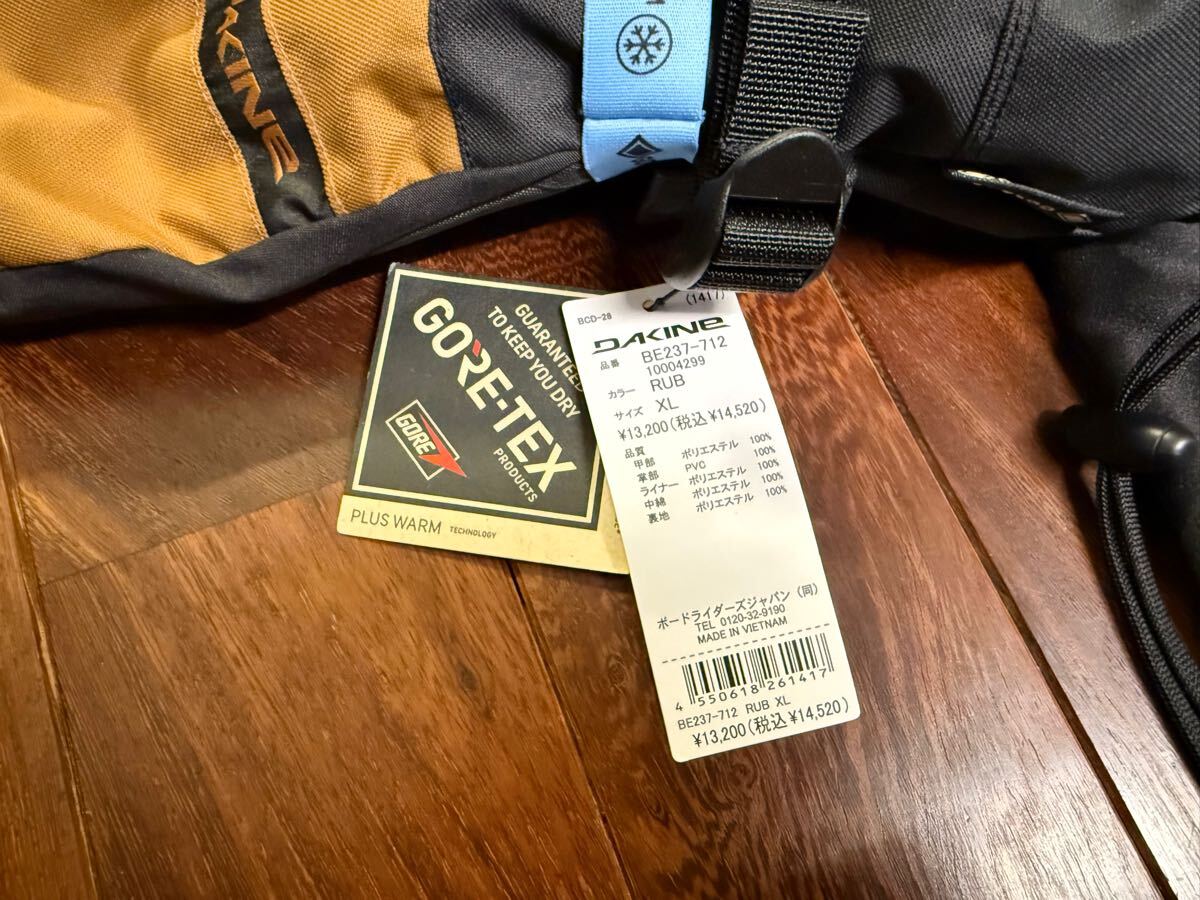 DAKINE
GUARANTEED
TO KEEP YOU DRY
GORE-TEX
PRODUCTS
GORE
PLUS WARM TECHNOLOGY
BCD-28
(1417)
DAKINE
品番 BE237-712
10004299
カラー RUB
サイズ XL
¥13,200(税込¥14,520)
品質
甲部 ポリエステル 100%
掌部 PVC 100%
ライナー ポリエステル 100%
中綿 ポリエステル 100%
裏地 ポリエステル 100%
ボードライダーズジャパン(同)
TEL 0120-32-9190
MADE IN VIETNAM
4 550618 261417
BE237-712 RUB XL
¥13,200(税込¥14,520)